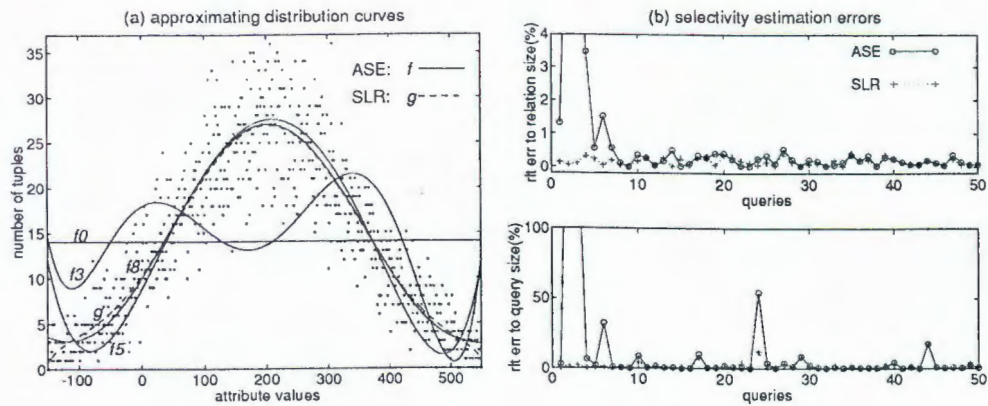 (a) approximating distribution curves
35
30
25
20
15
10
5
0
number of tuples
ASE: f
SLR: g
f0
f3
f8
g
f5
-100 0 100 200 300 400 500
attribute values
(b) selectivity estimation errors
4
3
2
1
0
rlt err to relation size(%)
ASE
SLR
0 10 20 30 40 50
queries
100
50
0
rlt err to query size(%)
0 10 20 30 40 50
queries